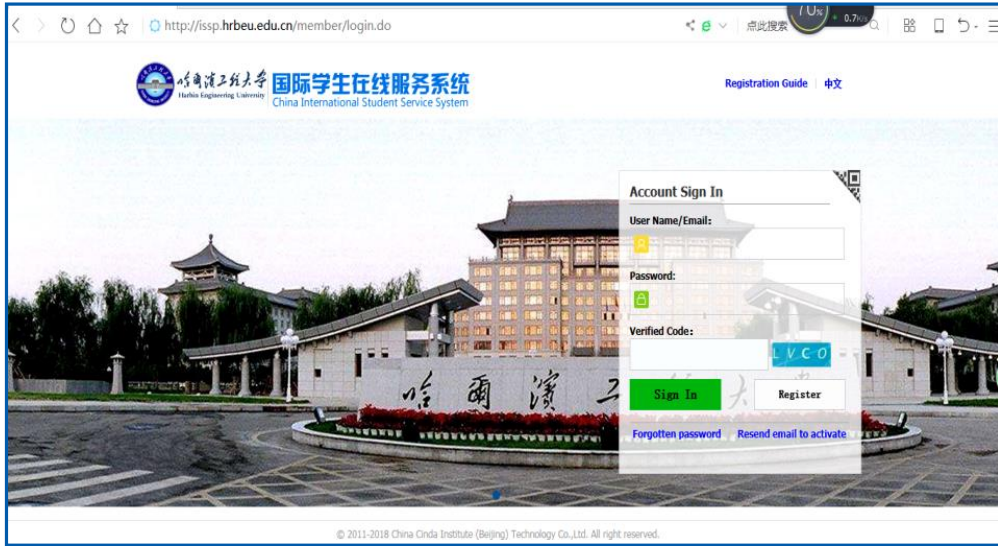 http://issp.hrbeu.edu.cn/member/login.do
点此搜索
70%
0.7K/s
哈尔滨工程大学
Harbin Engineering University
国际学生在线服务系统
China International Student Service System
Registration Guide
中文
Account Sign In
User Name/Email:
Password:
Verified Code:
LVCO
哈爾濱工
大
Sign In
Register
Forgotten password
Resend email to activate
© 2011-2018 China Cinda Institute (Beijing) Technology Co.,Ltd. All right reserved.